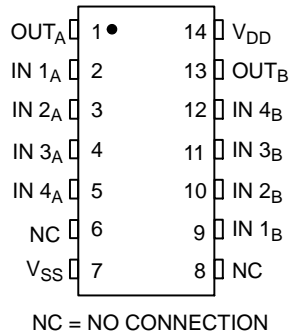 OUTA 1 14 VDD
IN 1A 2 13 OUTB
IN 2A 3 12 IN 4B
IN 3A 4 11 IN 3B
IN 4A 5 10 IN 2B
NC 6 9 IN 1B
VSS 7 8 NC
NC = NO CONNECTION